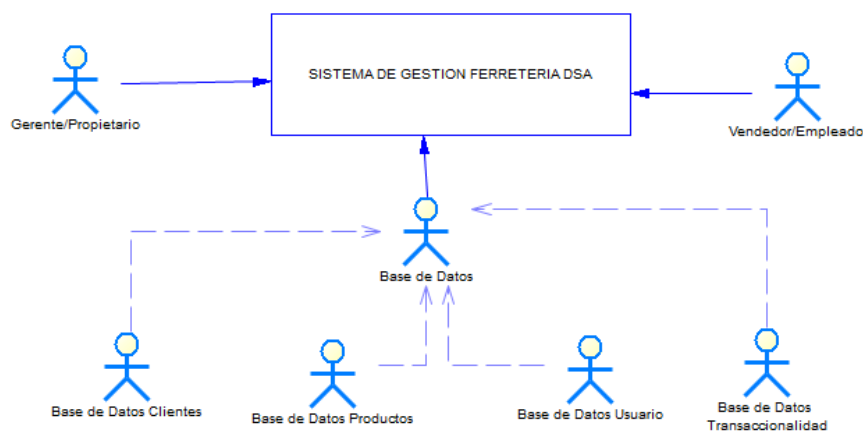 SISTEMA DE GESTION FERRETERIA DSA
Gerente/Propietario
Vendedor/Empleado
Base de Datos
Base de Datos Clientes
Base de Datos Productos
Base de Datos Usuario
Base de Datos
Transaccionalidad